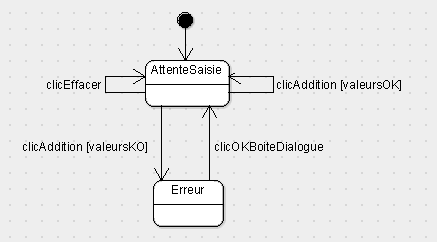 AttenteSaisie
clicEffacer
clicAddition [valeursOK]
clicAddition [valeursKO]
clicOKBoiteDialogue
Erreur